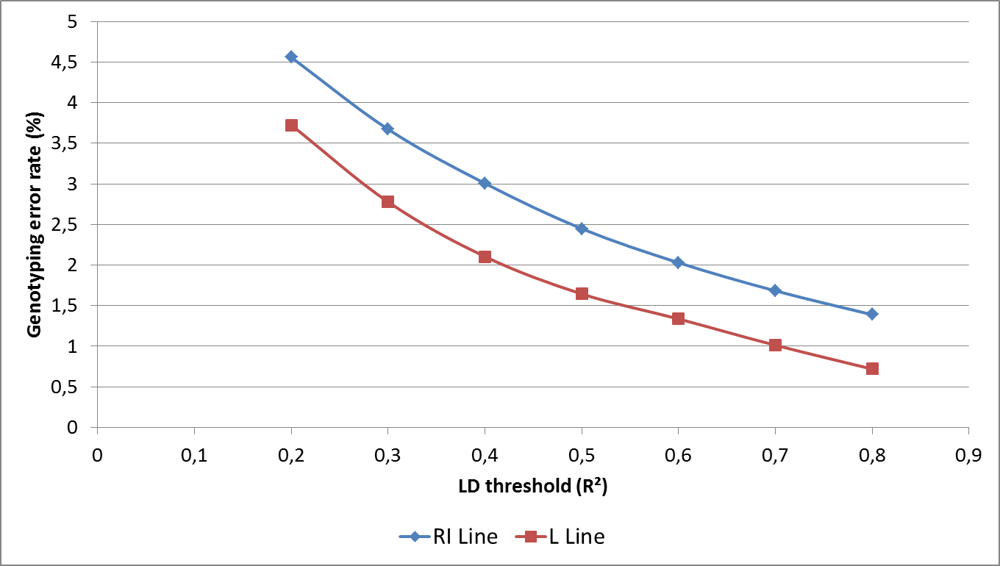 5
4,5
4
3,5
3
2,5
2
1,5
1
0,5
0
Genotyping error rate (%)
0 0,1 0,2 0,3 0,4 0,5 0,6 0,7 0,8 0,9
LD threshold (R²)
RI Line L Line